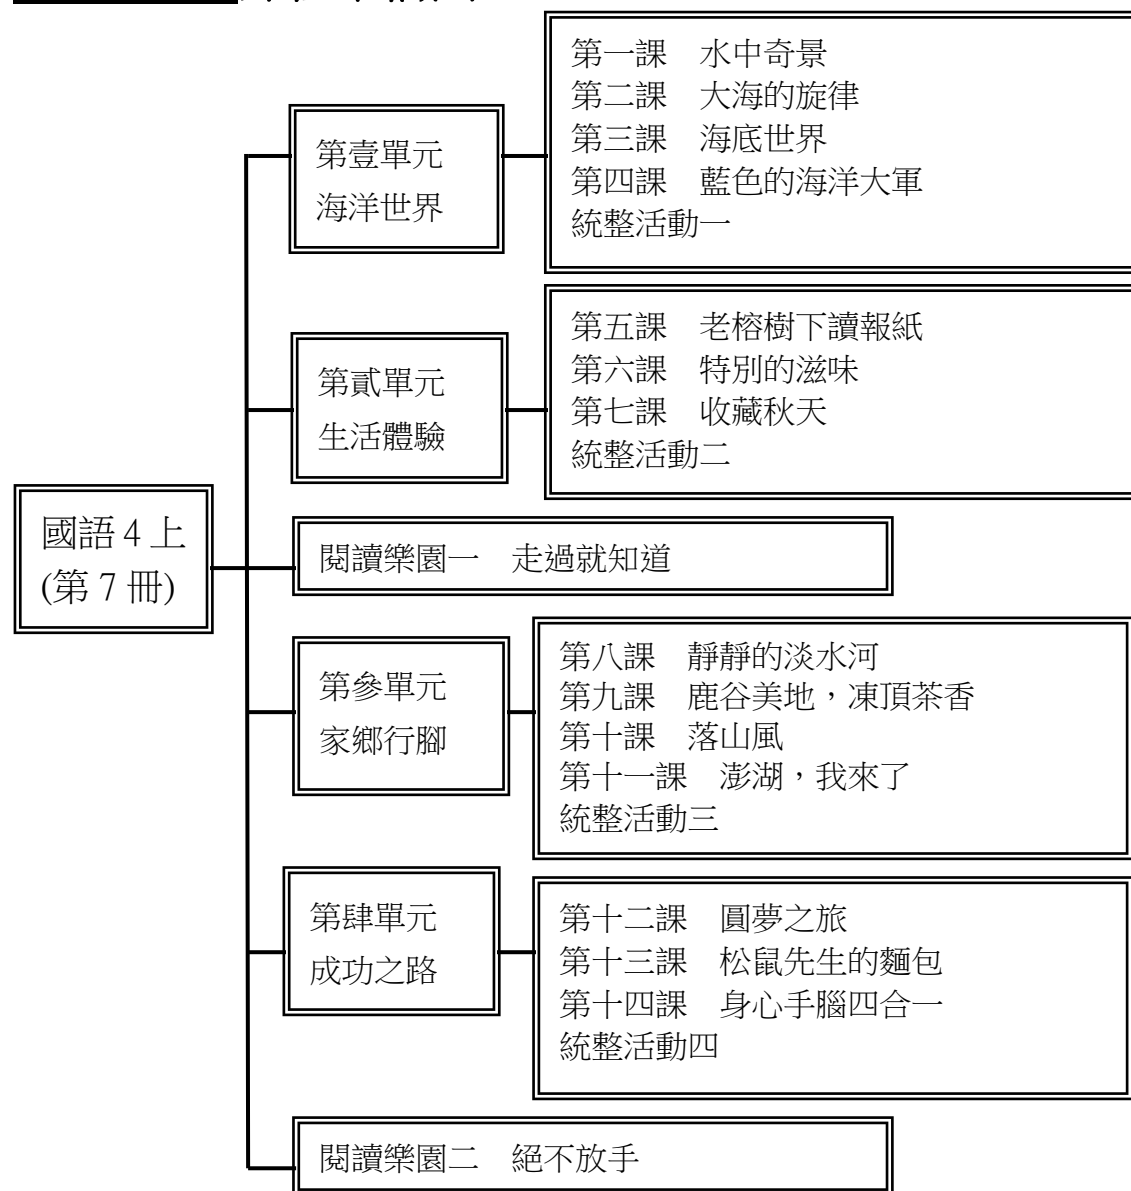 第一課　水中奇景
第二課　大海的旋律
第三課　海底世界
第四課　藍色的海洋大軍
統整活動一
第壹單元
海洋世界
第五課　老榕樹下讀報紙
第六課　特別的滋味
第七課　收藏秋天
統整活動二
第貳單元
生活體驗
國語4上
(第7冊)
閱讀樂園一　走過就知道
第八課　靜靜的淡水河
第九課　鹿谷美地，凍頂茶香
第十課　落山風
第十一課　澎湖，我來了
統整活動三
第參單元
家鄉行腳
第十二課　圓夢之旅
第十三課　松鼠先生的麵包
第十四課　身心手腦四合一
統整活動四
第肆單元
成功之路
閱讀樂園二　絕不放手